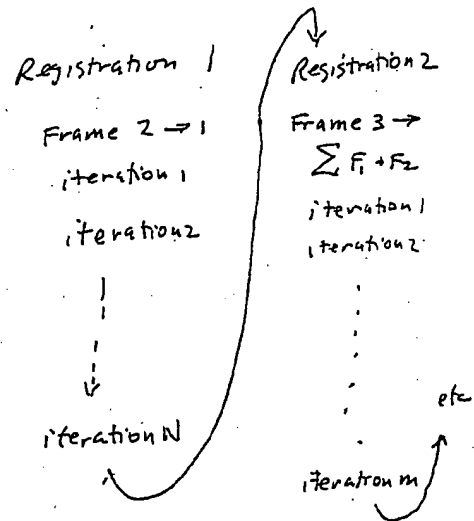 Registration 1
Frame 2 → 1
iteration 1
iteration 2
iteration N
Registration 2
Frame 3 →
∑ F₁ + F₂
iteration 1
iteration 2
iteration m
etc